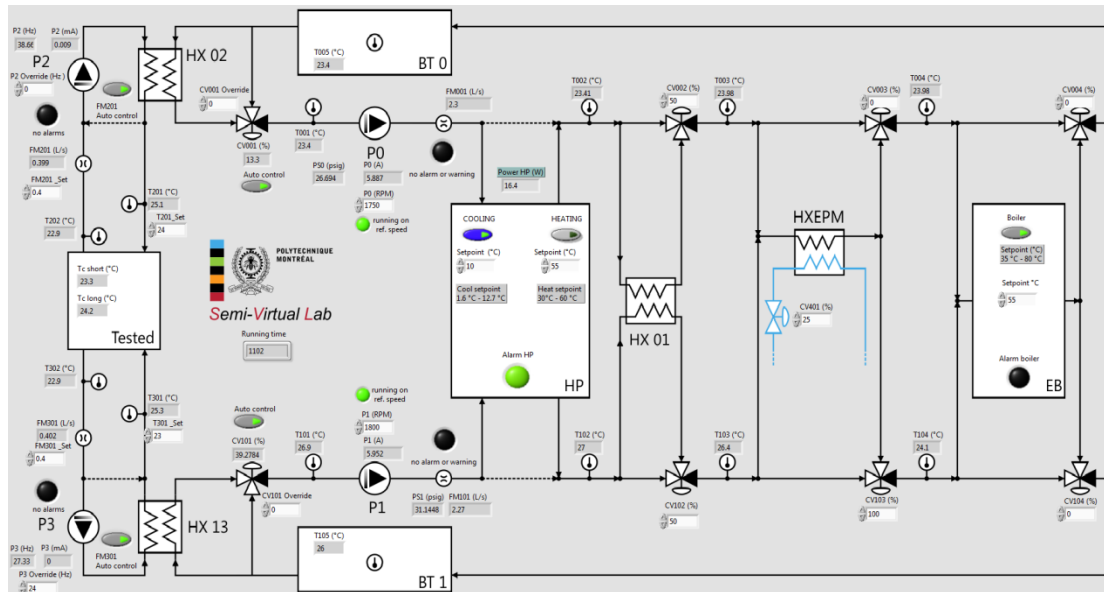 P2 (Hz)
38.66
P2 (mA)
0.009
P2
P2 Override (Hz )
0
no alarms
FM201
Auto control
HX 02
FM201 (L/s)
0.399
FM201 _Set
0.4
T201 (°C)
25.1
T201_Set
24
T202 (°C)
22.9
Tc short (°C)
23.3
Tc long (°C)
24.2
Tested
T302 (°C)
22.9
FM301 (L/s)
0.402
FM301 _Set
0.4
T301 (°C)
25.3
T301 _Set
23
no alarms
P3
P3 (Hz)
27.33
P3 (mA)
0
P3 Override (Hz)
24
FM301
Auto control
HX 13
CV001 Override
0
CV001 (%)
13.3
Auto control
T005 (°C)
23.4
BT 0
T001 (°C)
23.4
PS0 (psig)
26.694
P0
P0 (A)
5.887
P0 (RPM)
1750
running on
ref. speed
FM001 (L/s)
2.3
no alarm or warning
POLYTECHNIQUE
MONTRÉAL
Semi-Virtual Lab
Running time
1102
Power HP (W)
16.4
COOLING
Setpoint (°C)
10
Cool setpoint
1.6 °C - 12.7 °C
HEATING
Setpoint (°C)
55
Heat setpoint
30°C - 60 °C
Alarm HP
HP
T002 (°C)
23.41
CV002 (%)
50
T003 (°C)
23.98
CV003 (%)
0
T004 (°C)
23.98
CV004 (%)
0
HX 01
HXEPM
CV401 (%)
25
Boiler
Setpoint (°C)
35 °C - 80 °C
Setpoint °C
55
Alarm boiler
EB
running on
ref. speed
P1 (RPM)
1800
P1 (A)
5.952
P1
Auto control
CV101 (%)
39.2784
CV101 Override
0
T101 (°C)
26.9
no alarm or warning
PS1 (psig)
31.1448
FM101 (L/s)
2.27
T105 (°C)
26
BT 1
T102 (°C)
27
CV102 (%)
50
T103 (°C)
26.4
CV103 (%)
100
T104 (°C)
24.1
CV104 (%)
0